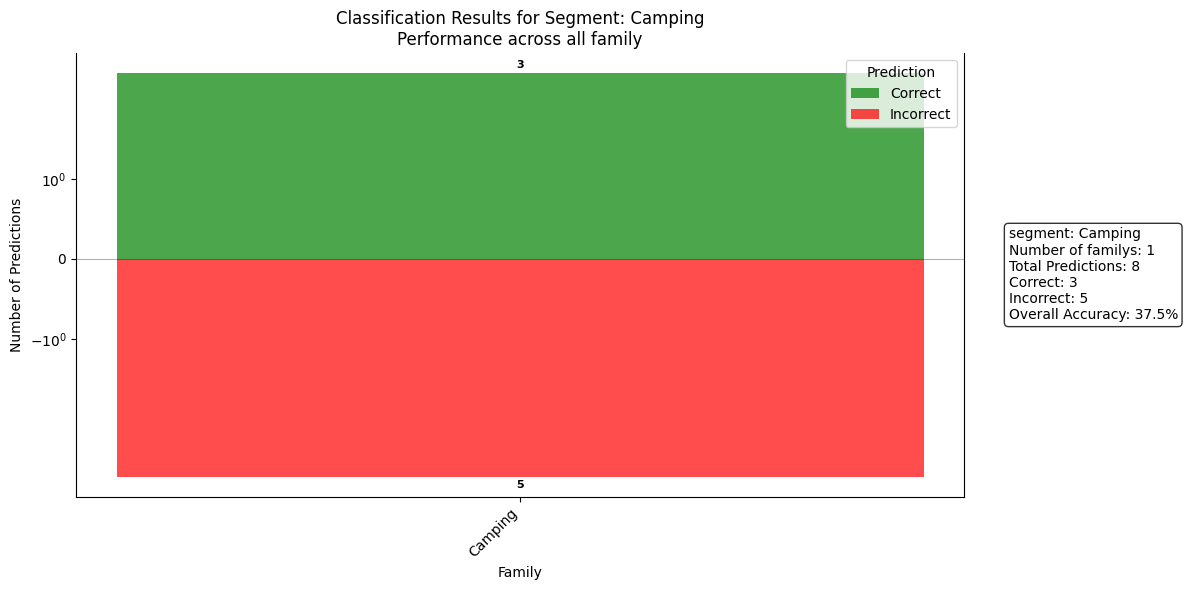 Classification Results for Segment: Camping
Performance across all family
3
Prediction
Correct
Incorrect
10⁰
0
−10⁰
Number of Predictions
segment: Camping
Number of familys: 1
Total Predictions: 8
Correct: 3
Incorrect: 5
Overall Accuracy: 37.5%
5
Camping
Family